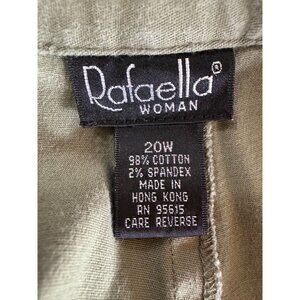 Rafaella®
WOMAN
20W
98% COTTON
2% SPANDEX
MADE IN
HONG KONG
RN 95615
CARE REVERSE